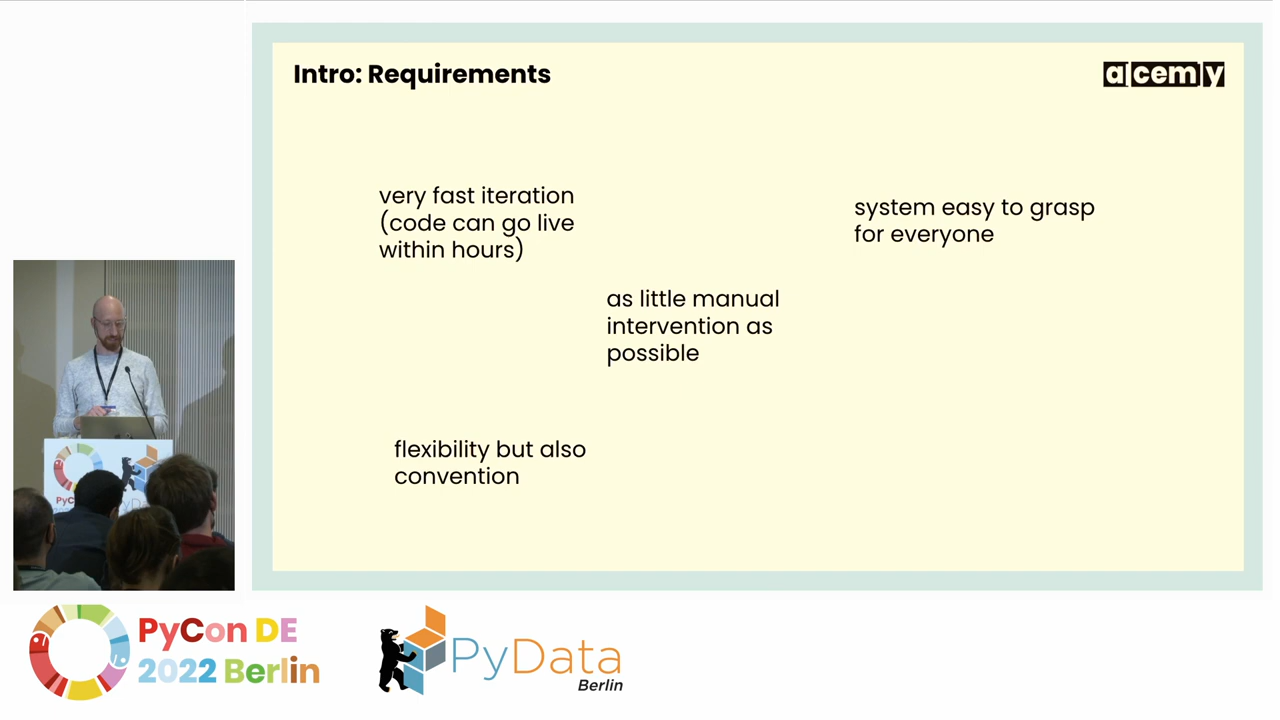 Intro: Requirements
a|cem|y
very fast iteration
(code can go live
within hours)
system easy to grasp
for everyone
as little manual
intervention as
possible
flexibility but also
convention
PyCon DE
2022 Berlin
PyData
Berlin